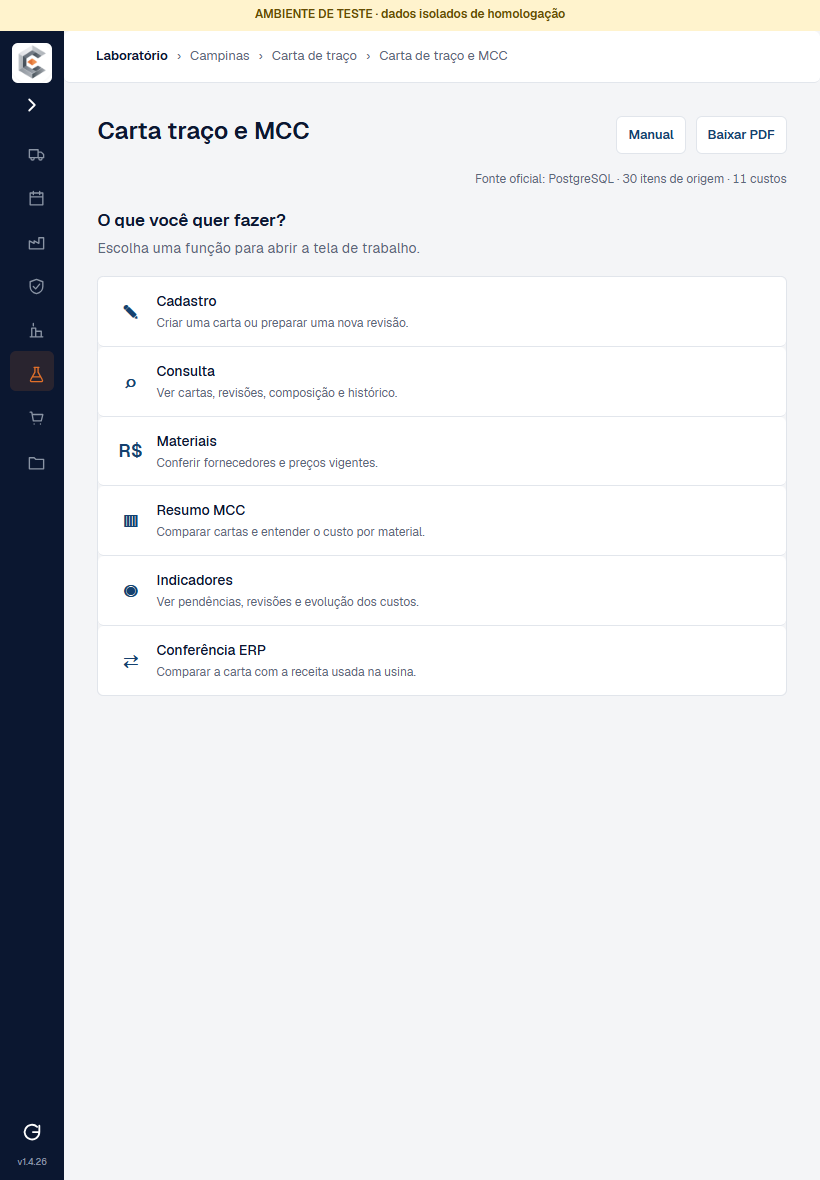 AMBIENTE DE TESTE · dados isolados de homologação
Laboratório › Campinas › Carta de traço › Carta de traço e MCC
Carta traço e MCC
Manual
Baixar PDF
Fonte oficial: PostgreSQL · 30 itens de origem · 11 custos
O que você quer fazer?
Escolha uma função para abrir a tela de trabalho.
Cadastro
Criar uma carta ou preparar uma nova revisão.
Consulta
Ver cartas, revisões, composição e histórico.
R$
Materiais
Conferir fornecedores e preços vigentes.
Resumo MCC
Comparar cartas e entender o custo por material.
Indicadores
Ver pendências, revisões e evolução dos custos.
Conferência ERP
Comparar a carta com a receita usada na usina.
v1.4.26